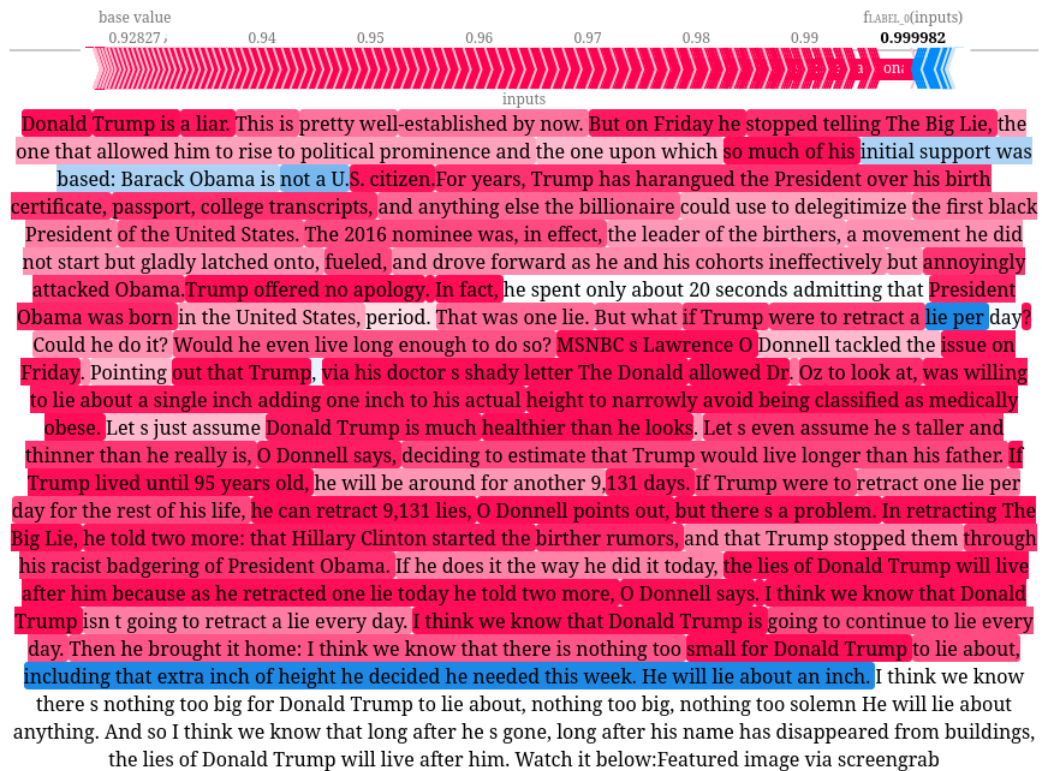 base value
fLABEL_0(inputs)
0.92827 0.94 0.95 0.96 0.97 0.98 0.99 0.999982
ona
inputs
Donald Trump is a liar. This is pretty well-established by now. But on Friday he stopped telling The Big Lie, the
one that allowed him to rise to political prominence and the one upon which so much of his initial support was
based: Barack Obama is not a U.S. citizen.For years, Trump has harangued the President over his birth
certificate, passport, college transcripts, and anything else the billionaire could use to delegitimize the first black
President of the United States. The 2016 nominee was, in effect, the leader of the birthers, a movement he did
not start but gladly latched onto, fueled, and drove forward as he and his cohorts ineffectively but annoyingly
attacked Obama.Trump offered no apology. In fact, he spent only about 20 seconds admitting that President
Obama was born in the United States, period. That was one lie. But what if Trump were to retract a lie per day?
Could he do it? Would he even live long enough to do so? MSNBC s Lawrence O Donnell tackled the issue on
Friday. Pointing out that Trump, via his doctor s shady letter The Donald allowed Dr. Oz to look at, was willing
to lie about a single inch adding one inch to his actual height to narrowly avoid being classified as medically
obese. Let s just assume Donald Trump is much healthier than he looks. Let s even assume he s taller and
thinner than he really is, O Donnell says, deciding to estimate that Trump would live longer than his father. If
Trump lived until 95 years old, he will be around for another 9,131 days. If Trump were to retract one lie per
day for the rest of his life, he can retract 9,131 lies, O Donnell points out, but there s a problem. In retracting The
Big Lie, he told two more: that Hillary Clinton started the birther rumors, and that Trump stopped them through
his racist badgering of President Obama. If he does it the way he did it today, the lies of Donald Trump will live
after him because as he retracted one lie today he told two more, O Donnell says. I think we know that Donald
Trump isn t going to retract a lie every day. I think we know that Donald Trump is going to continue to lie every
day. Then he brought it home: I think we know that there is nothing too small for Donald Trump to lie about,
including that extra inch of height he decided he needed this week. He will lie about an inch. I think we know
there s nothing too big for Donald Trump to lie about, nothing too big, nothing too solemn He will lie about
anything. And so I think we know that long after he s gone, long after his name has disappeared from buildings,
the lies of Donald Trump will live after him. Watch it below:Featured image via screengrab